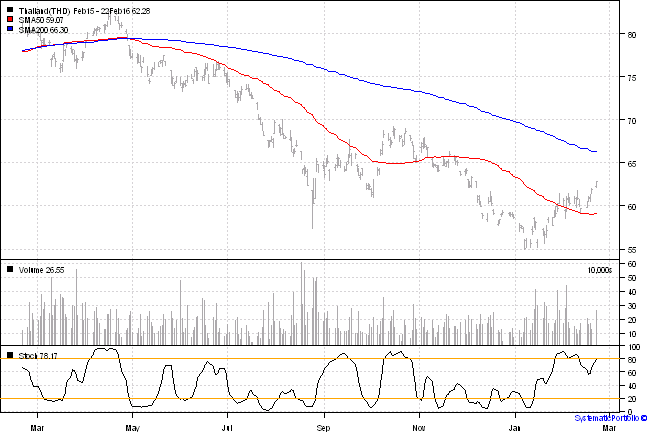 Thailand(THD) Feb15 - 22Feb16 62.28
SMA50 59.07
SMA200 66.30
80
75
70
65
60
55
Volume 26.55
10,000s
60
50
40
30
20
10
Stoch 78.17
100
80
60
40
20
0
Mar May Jul Sep Nov Jan Mar
SystematicPortfolio ©